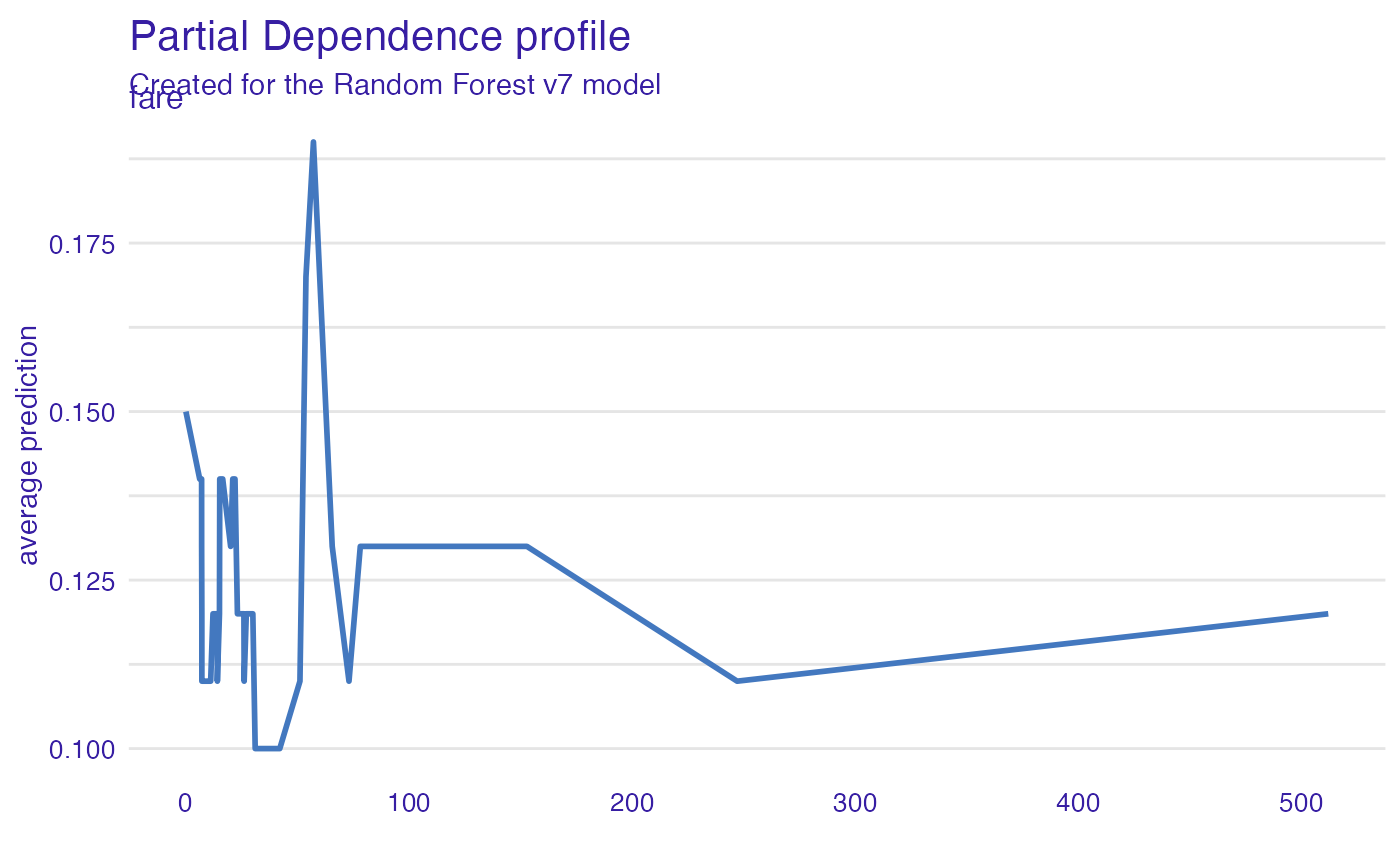 Partial Dependence profile
Created for the Random Forest v7 model
fare
average prediction
0.175
0.150
0.125
0.100
0 100 200 300 400 500